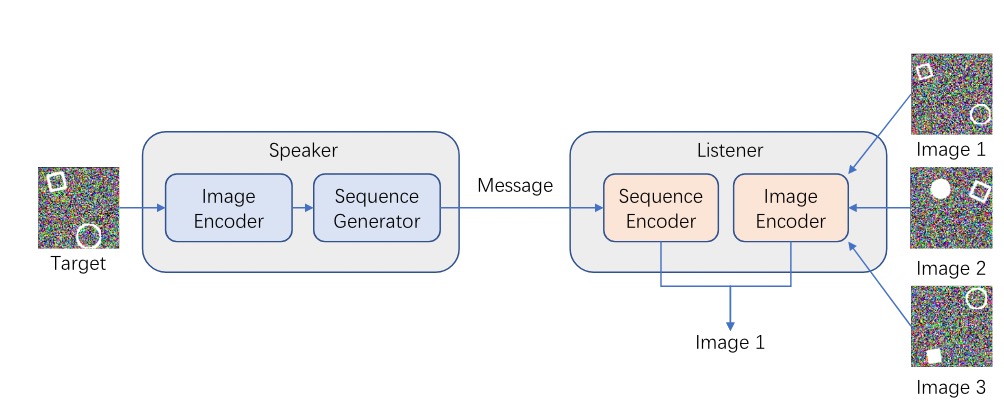 Speaker
Image
Encoder
Sequence
Generator
Target
Message
Listener
Sequence
Encoder
Image
Encoder
Image 1
Image 1
Image 2
Image 3